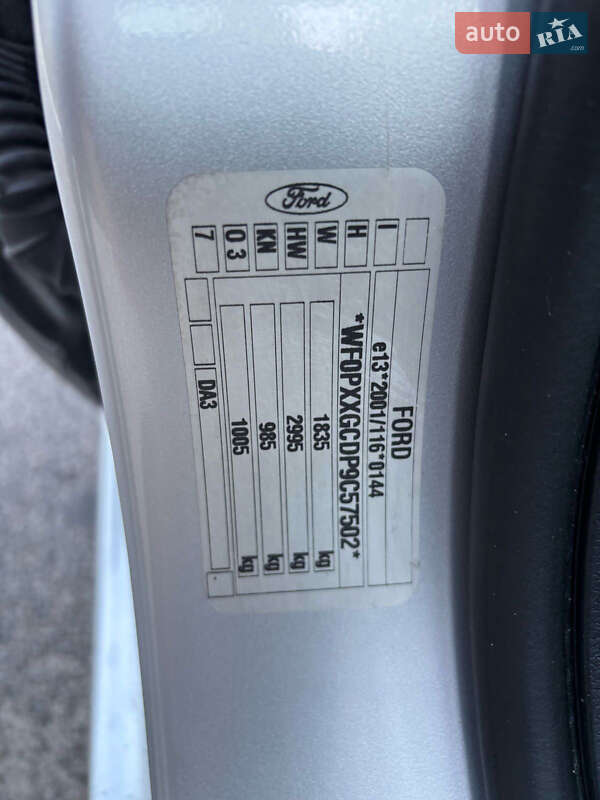 auto RIA.com
Ford
I
H
W
HW
KN
0 3
7
FORD
e13*2001/116*0144
*WF0PXXGCDP9C57502*
1835 kg
2995 kg
985 kg
1005 kg
DA3